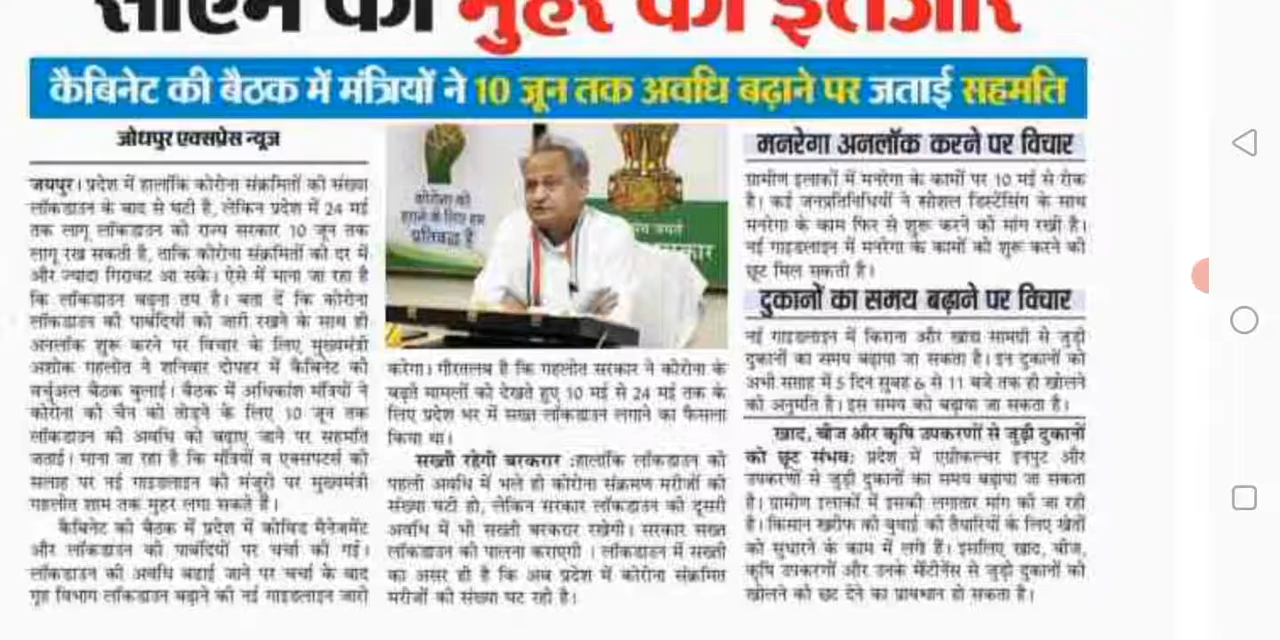 सीएम की मुहर का इंतजार
कैबिनेट की बैठक में मंत्रियों ने 10 जून तक अवधि बढ़ाने पर जताई सहमति
जोधपुर एक्सप्रेस न्यूज
जयपुर। प्रदेश में हालांकि कोरोना संक्रमितों की संख्या
लॉकडाउन के बाद से घटी है, लेकिन प्रदेश में 24 मई
तक लागू लॉकडाउन को राज्य सरकार 10 जून तक
लागू रख सकती है, ताकि कोरोना संक्रमितों की दर में
और ज्यादा गिरावट आ सके। ऐसे में माना जा रहा है
कि लॉकडाउन बढ़ना तय है। बता दें कि कोरोना
लॉकडाउन की पाबंदियों को जारी रखने के साथ ही
अनलॉक शुरू करने पर विचार के लिए मुख्यमंत्री
अशोक गहलोत ने शनिवार दोपहर में कैबिनेट की
वर्चुअल बैठक बुलाई। बैठक में अधिकांश मंत्रियों ने
कोरोना की चैन को तोड़ने के लिए 10 जून तक
लॉकडाउन की अवधि को बढ़ाए जाने पर सहमति
जताई। माना जा रहा है कि मंत्रियों व एक्सपर्टस की
सलाह पर नई गाइडलाइन की मंजूरी पर मुख्यमंत्री
गहलोत शाम तक मुहर लगा सकते हैं।
कैबिनेट की बैठक में प्रदेश में कोविड मैनेजमेंट
और लॉकडाउन की पाबंदियों पर चर्चा की गई।
लॉकडाउन की अवधि बढ़ाई जाने पर चर्चा के बाद
गृह विभाग लॉकडाउन बढ़ाने की नई गाइडलाइन जारी
कोरोना को
हराने के लिए हम
प्रतिबद्ध हैं
करेगा। गौरतलब है कि गहलोत सरकार ने कोरोना के
बढ़ते मामलों को देखते हुए 10 मई से 24 मई तक के
लिए प्रदेश भर में सख्त लॉकडाउन लगाने का फैसला
किया था।
सख्ती रहेगी बरकरार :हालांकि लॉकडाउन की
पहली अवधि में भले ही कोरोना संक्रमण मरीजों की
संख्या घटी हो, लेकिन सरकार लॉकडाउन की दूसरी
अवधि में भी सख्ती बरकरार रखेगी। सरकार सख्त
लॉकडाउन की पालना कराएगी । लॉकडाउन में सख्ती
का असर ही है कि अब प्रदेश में कोरोना संक्रमित
मरीजों की संख्या घट रही है।
मनरेगा अनलॉक करने पर विचार
ग्रामीण इलाकों में मनरेगा के कामों पर 10 मई से रोक
है। कई जनप्रतिनिधियों ने सोशल डिस्टेंसिंग के साथ
मनरेगा के काम फिर से शुरू करने की मांग रखी है।
नई गाइडलाइन में मनरेगा के कामों को शुरू करने की
छूट मिल सकती है।
दुकानों का समय बढ़ाने पर विचार
नई गाइडलाइन में किराना और खाद्य सामग्री से जुड़ी
दुकानों का समय बढ़ाया जा सकता है। इन दुकानों को
अभी सप्ताह में 5 दिन सुबह 6 से 11 बजे तक ही खोलने
की अनुमति है। इस समय को बढ़ाया जा सकता है।
खाद, बीज और कृषि उपकरणों से जुड़ी दुकानों
को छूट संभव: प्रदेश में एग्रीकल्चर इनपुट और
उपकरणों से जुड़ी दुकानों का समय बढ़ाया जा सकता
है। ग्रामीण इलाकों में इसकी लगातार मांग की जा रही
है। किसान खरीफ की बुवाई की तैयारियों के लिए खेतों
को सुधारने के काम में लगे हैं। इसलिए खाद, बीज,
कृषि उपकरणों और उनके मेंटीनेंस से जुड़ी दुकानों को
खोलने की छूट देने का प्रावधान हो सकता है।